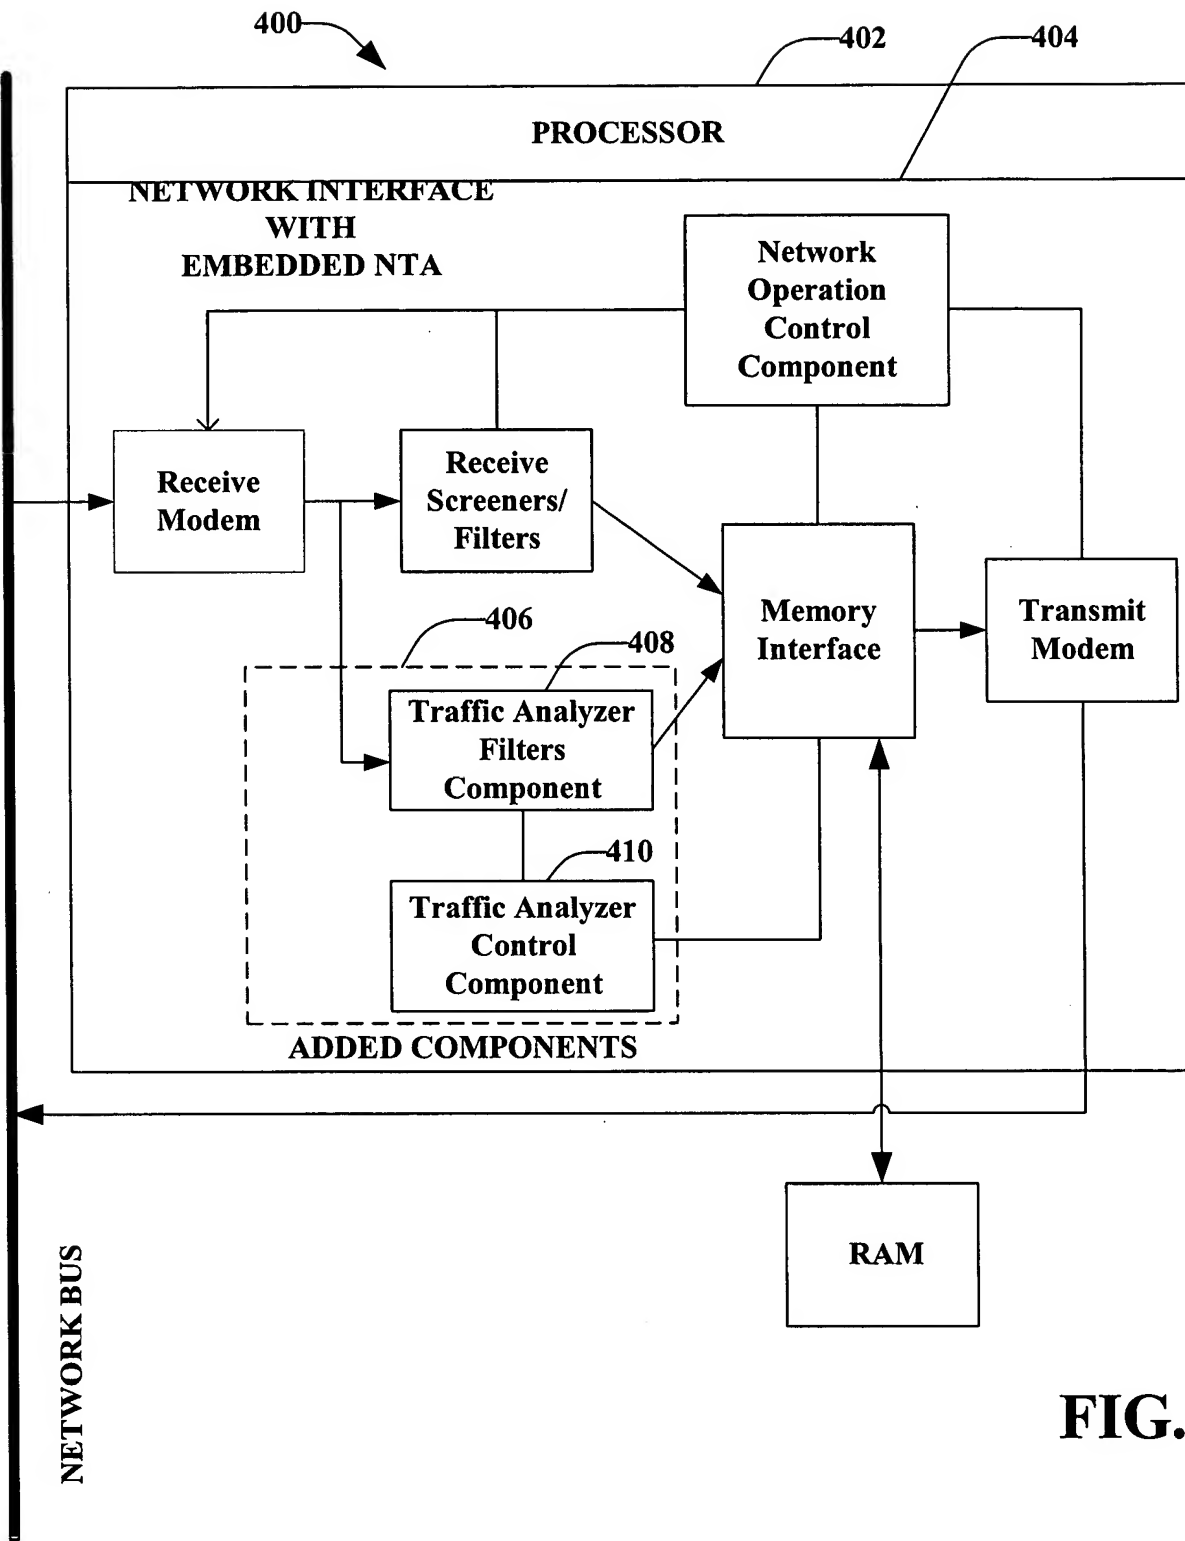 400
402
404
PROCESSOR
NETWORK INTERFACE
WITH
EMBEDDED NTA
Network
Operation
Control
Component
Receive
Modem
Receive
Screeners/
Filters
Memory
Interface
Transmit
Modem
406
408
Traffic Analyzer
Filters
Component
410
Traffic Analyzer
Control
Component
ADDED COMPONENTS
RAM
NETWORK BUS
FIG.